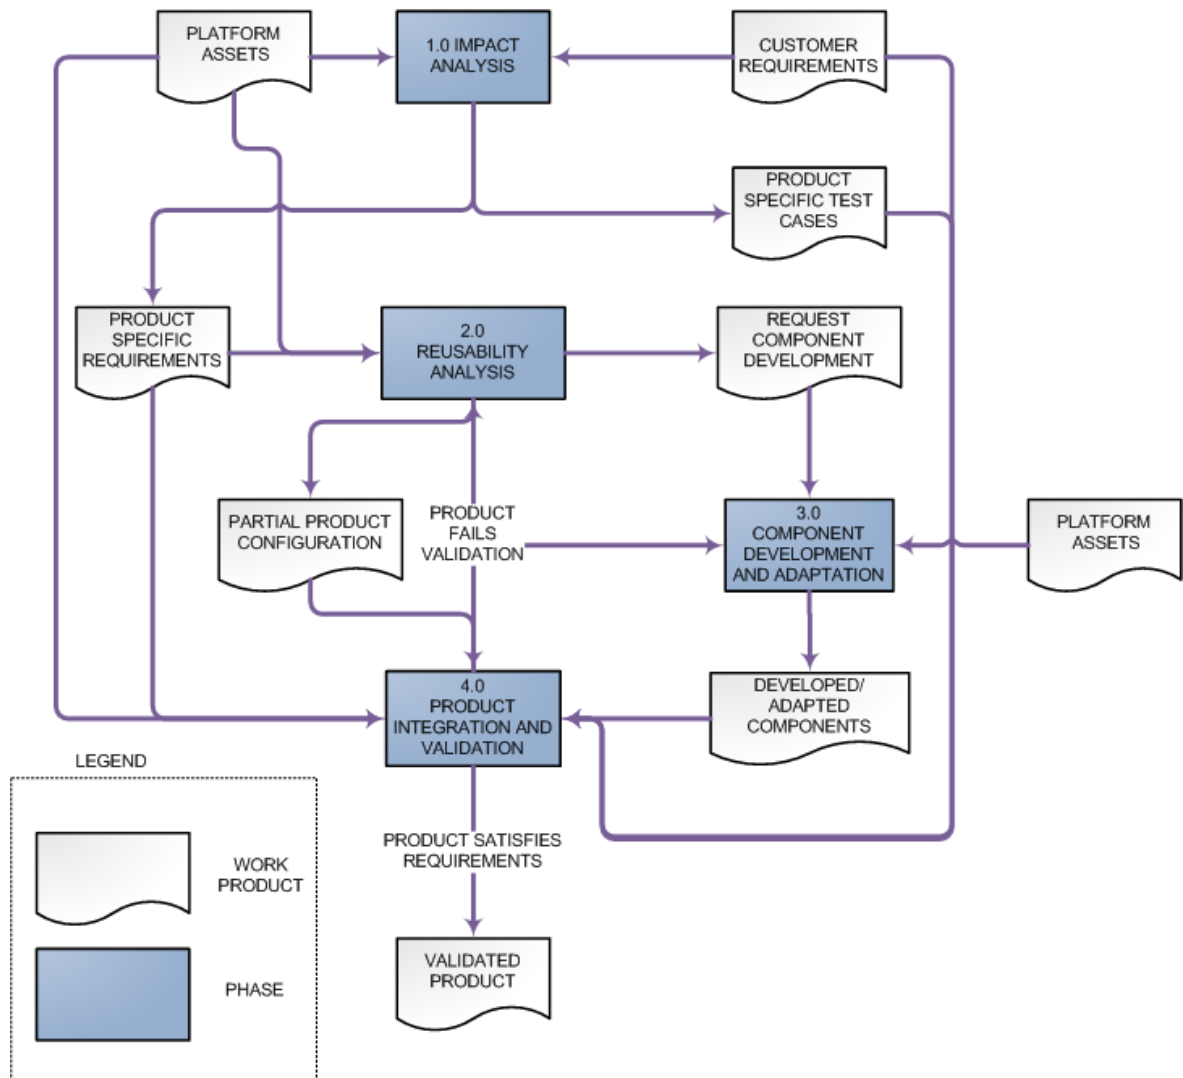 PLATFORM
ASSETS
1.0 IMPACT
ANALYSIS
CUSTOMER
REQUIREMENTS
PRODUCT
SPECIFIC TEST
CASES
PRODUCT
SPECIFIC
REQUIREMENTS
2.0
REUSABILITY
ANALYSIS
REQUEST
COMPONENT
DEVELOPMENT
PARTIAL PRODUCT
CONFIGURATION
PRODUCT
FAILS
VALIDATION
3.0
COMPONENT
DEVELOPMENT
AND ADAPTATION
PLATFORM
ASSETS
4.0
PRODUCT
INTEGRATION AND
VALIDATION
DEVELOPED/
ADAPTED
COMPONENTS
LEGEND
WORK
PRODUCT
PHASE
PRODUCT SATISFIES
REQUIREMENTS
VALIDATED
PRODUCT